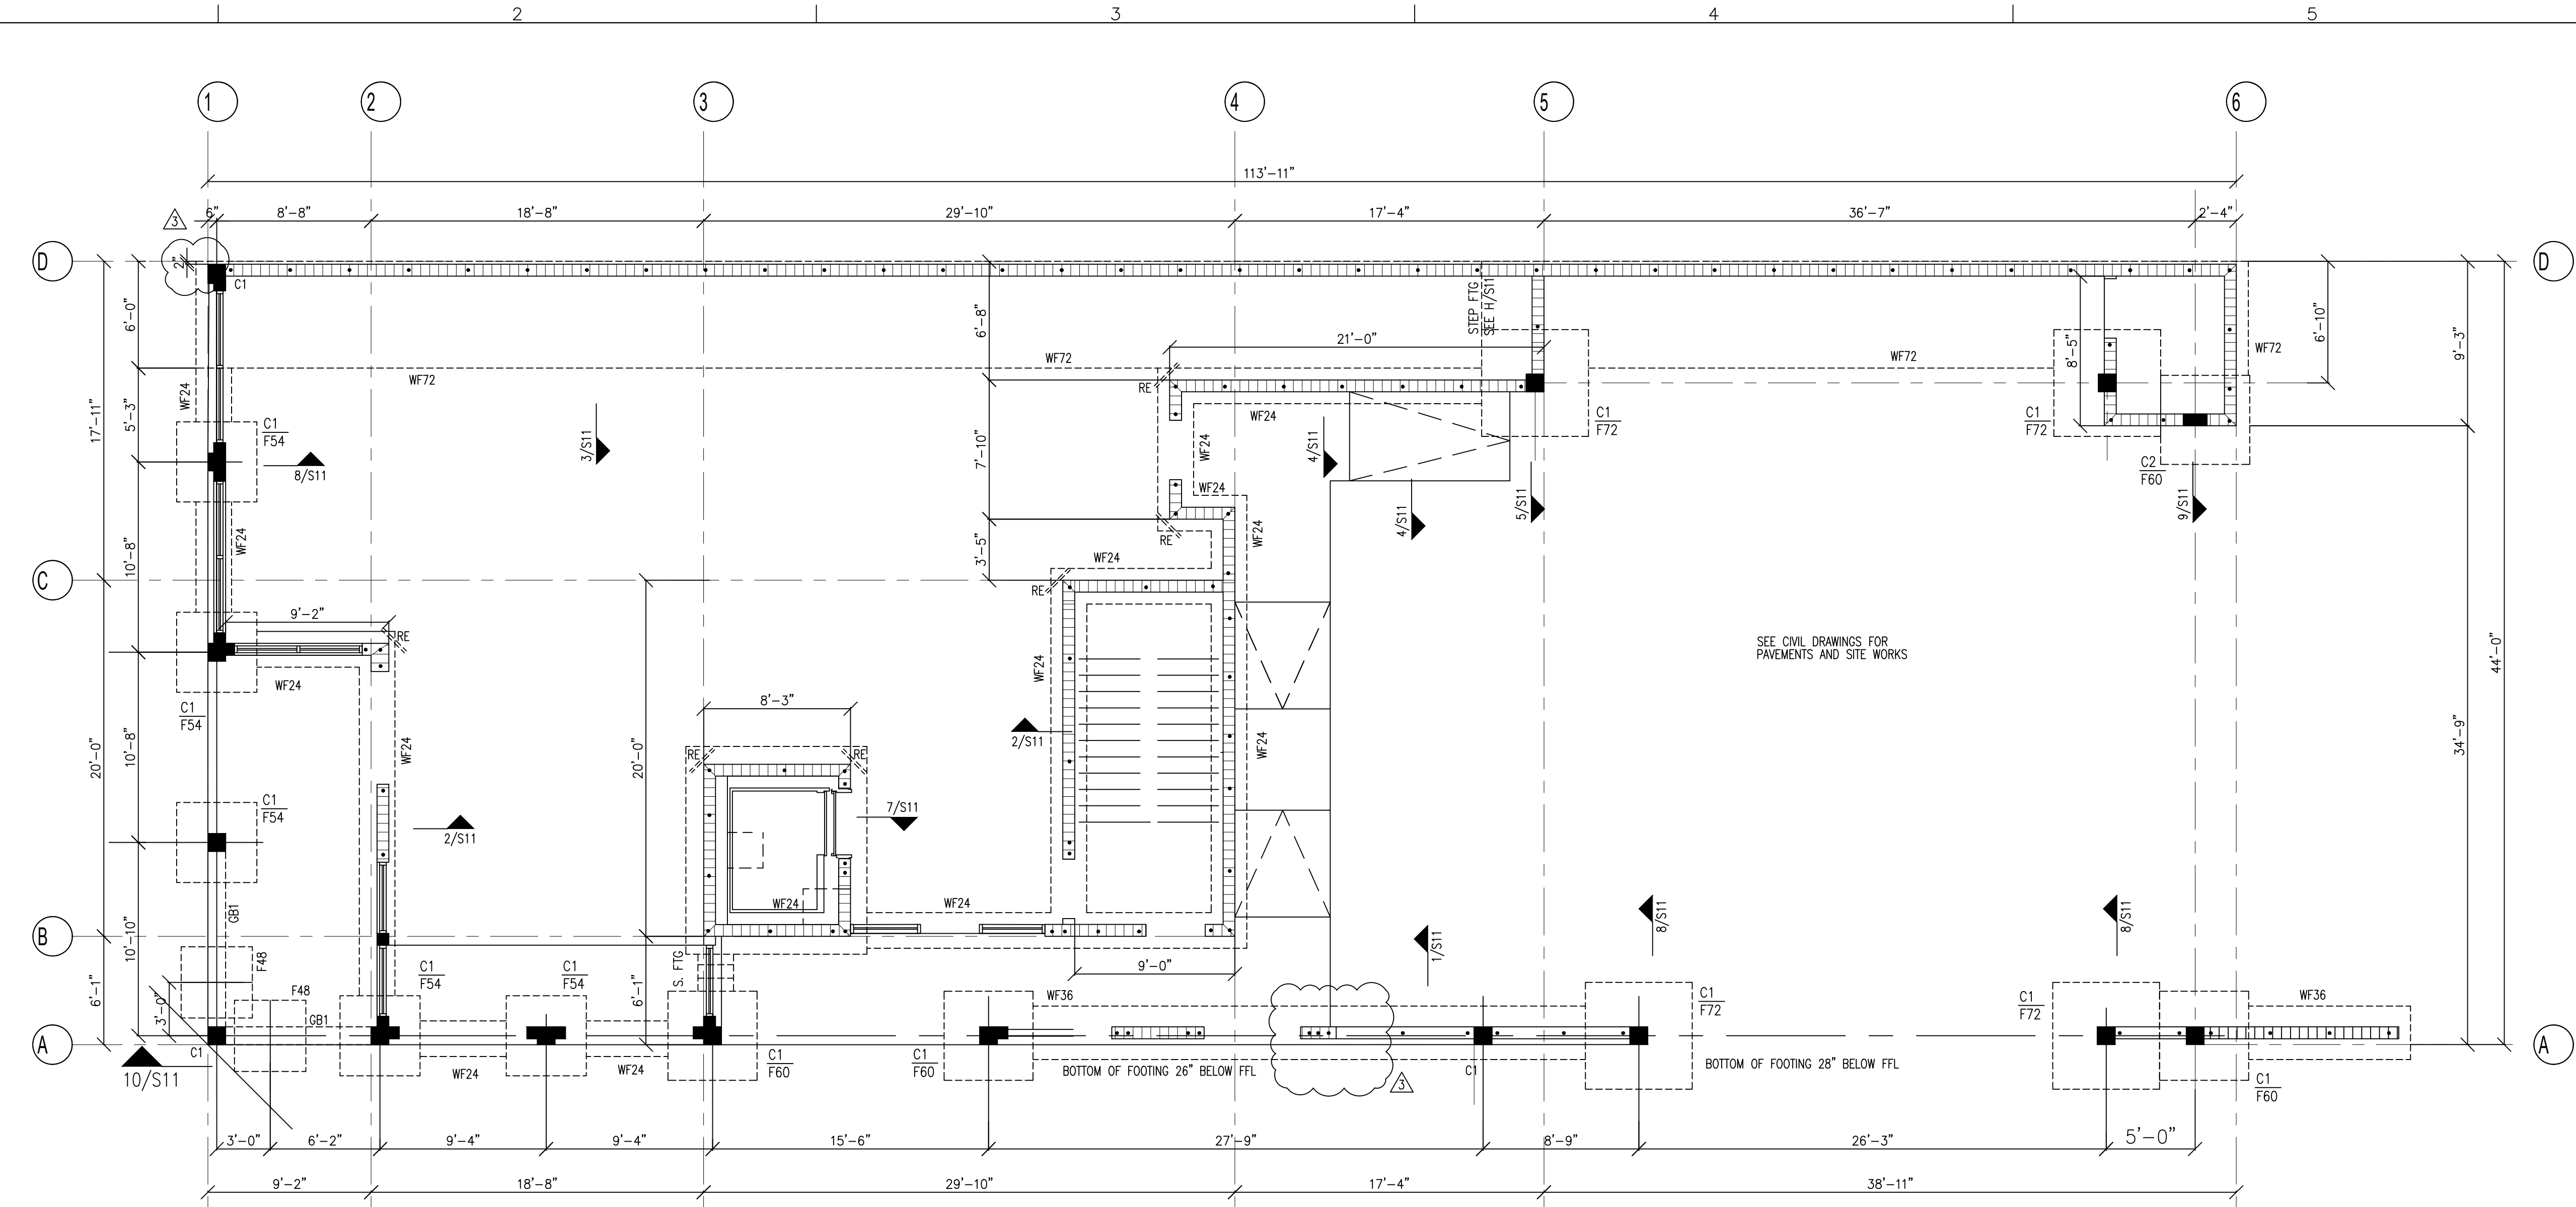 2 3 4 5
1 2 3 4 5 6
113'-11"
6" 8'-8" 18'-8" 29'-10" 17'-4" 36'-7" 2'-4"
3
D D
2"
C1
6'-0"
6'-8"
STEP FTG
SEE H/S11
21'-0"
8'-5"
6'-10"
9'-3"
WF72
WF72
WF72
WF72
WF24
RE
WF24
5'-3"
17'-11"
C1
F54
8/S11
3/S11
7'-10"
WF24
WF24
4/S11
C1
F72
C1
F72
C2
F60
4/S11
5/S11
9/S11
10'-8"
WF24
RE
WF24
3'-5"
WF24
C
RE
9'-2"
RE
SEE CIVIL DRAWINGS FOR
PAVEMENTS AND SITE WORKS
44'-0"
WF24
WF24
C1
F54
8'-3"
2/S11
WF24
34'-9"
20'-0"
10'-8"
WF24
20'-0"
RE RE
C1
F54
2/S11
7/S11
WF24
WF24
GB1
10'-10"
B
8/S11
8/S11
1/S11
F48
S. FTG
9'-0"
6'-1"
6'-1"
C1
F54
C1
F54
3'-0"
F48
GB1
WF36
C1
F72
C1
F72
WF36
A A
C1
10/S11
WF24
WF24
C1
F60
C1
F60
BOTTOM OF FOOTING 26" BELOW FFL
C1
3
BOTTOM OF FOOTING 28" BELOW FFL
C1
F60
3'-0" 6'-2" 9'-4" 9'-4" 15'-6" 27'-9" 8'-9" 26'-3" 5'-0"
9'-2" 18'-8" 29'-10" 17'-4" 38'-11"